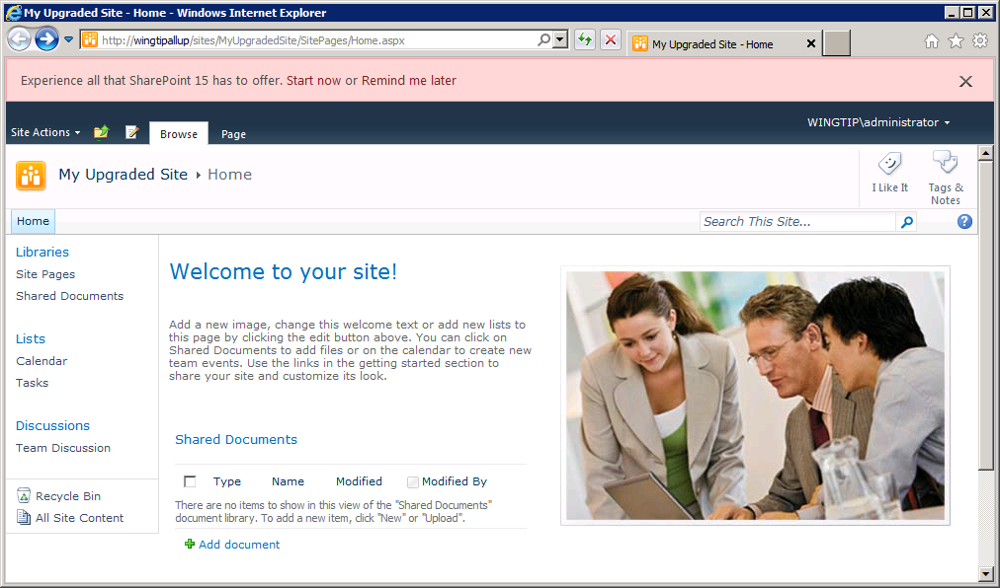 My Upgraded Site - Home - Windows Internet Explorer
http://wingtipallup/sites/MyUpgradedSite/SitePages/Home.aspx
My Upgraded Site - Home
Experience all that SharePoint 15 has to offer. Start now or Remind me later
WINGTIP\administrator
Site Actions
Browse
Page
My Upgraded Site
Home
I Like It
Tags &
Notes
Home
Search This Site...
Libraries
Site Pages
Shared Documents
Lists
Calendar
Tasks
Discussions
Team Discussion
Recycle Bin
All Site Content
Welcome to your site!
Add a new image, change this welcome text or add new lists to
this page by clicking the edit button above. You can click on
Shared Documents to add files or on the calendar to create new
team events. Use the links in the getting started section to
share your site and customize its look.
Shared Documents
Type Name Modified Modified By
There are no items to show in this view of the "Shared Documents"
document library. To add a new item, click "New" or "Upload".
Add document